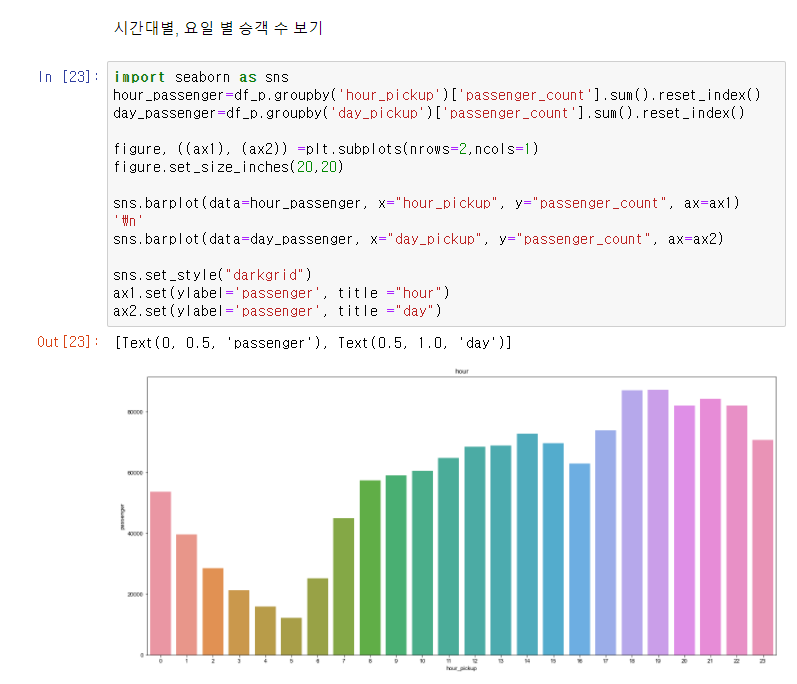 시간대별, 요일 별 승객 수 보기
In [23]:
import seaborn as sns
hour_passenger=df_p.groupby('hour_pickup')['passenger_count'].sum().reset_index()
day_passenger=df_p.groupby('day_pickup')['passenger_count'].sum().reset_index()
figure, ((ax1), (ax2)) =plt.subplots(nrows=2,ncols=1)
figure.set_size_inches(20,20)
sns.barplot(data=hour_passenger, x="hour_pickup", y="passenger_count", ax=ax1)
'₩n'
sns.barplot(data=day_passenger, x="day_pickup", y="passenger_count", ax=ax2)
sns.set_style("darkgrid")
ax1.set(ylabel='passenger', title ="hour")
ax2.set(ylabel='passenger', title ="day")
Out[23]: [Text(0, 0.5, 'passenger'), Text(0.5, 1.0, 'day')]
hour
80000
60000
40000
20000
0
passenger
0 1 2 3 4 5 6 7 8 9 10 11 12 13 14 15 16 17 18 19 20 21 22 23
hour_pickup